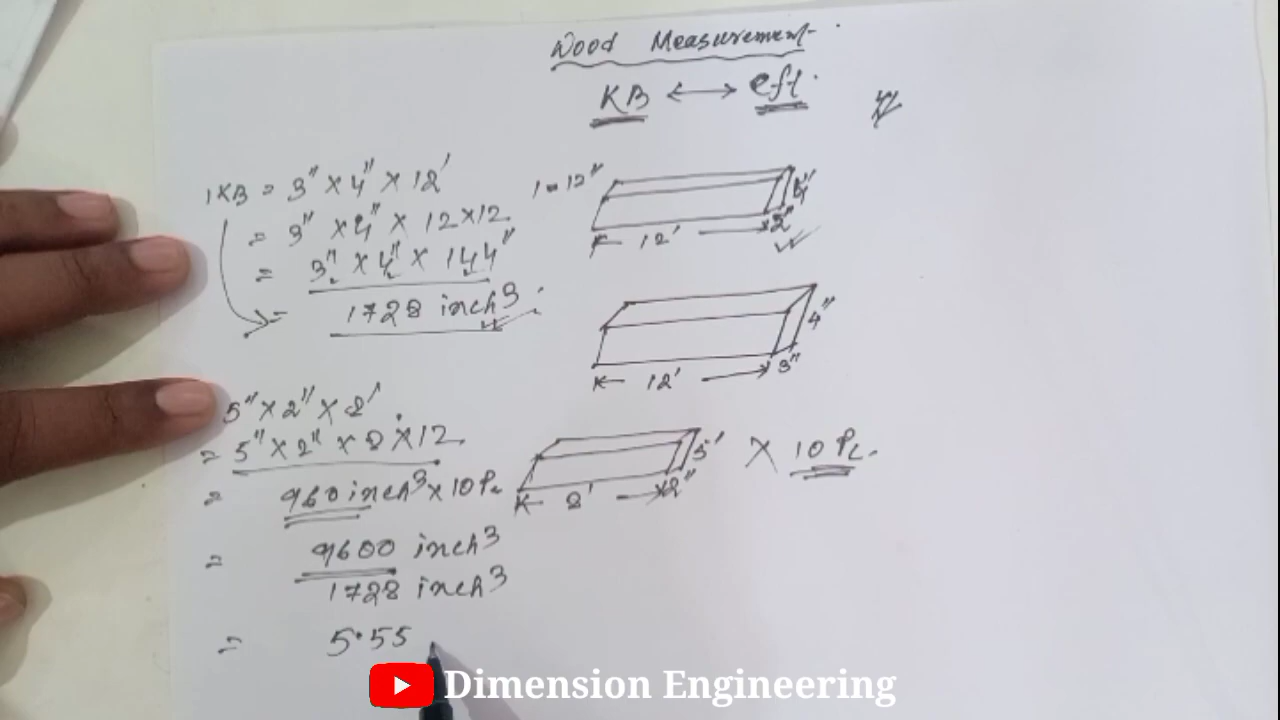 Wood Measurement
KB ↔ cft.
1KB = 3" × 4" × 12'
= 3" × 4" × 12×12
= 3" × 4" × 144"
= 1728 inch3
1 = 12"
4"
12'
2"
4"
12'
3"
5" × 2" × 8'
= 5" × 2" × 8 × 12
= 960 inch3 × 10 Pc
= 9600 inch3
1728 inch3
= 5.55
5'
8'
2"
× 10 Pc.
Dimension Engineering